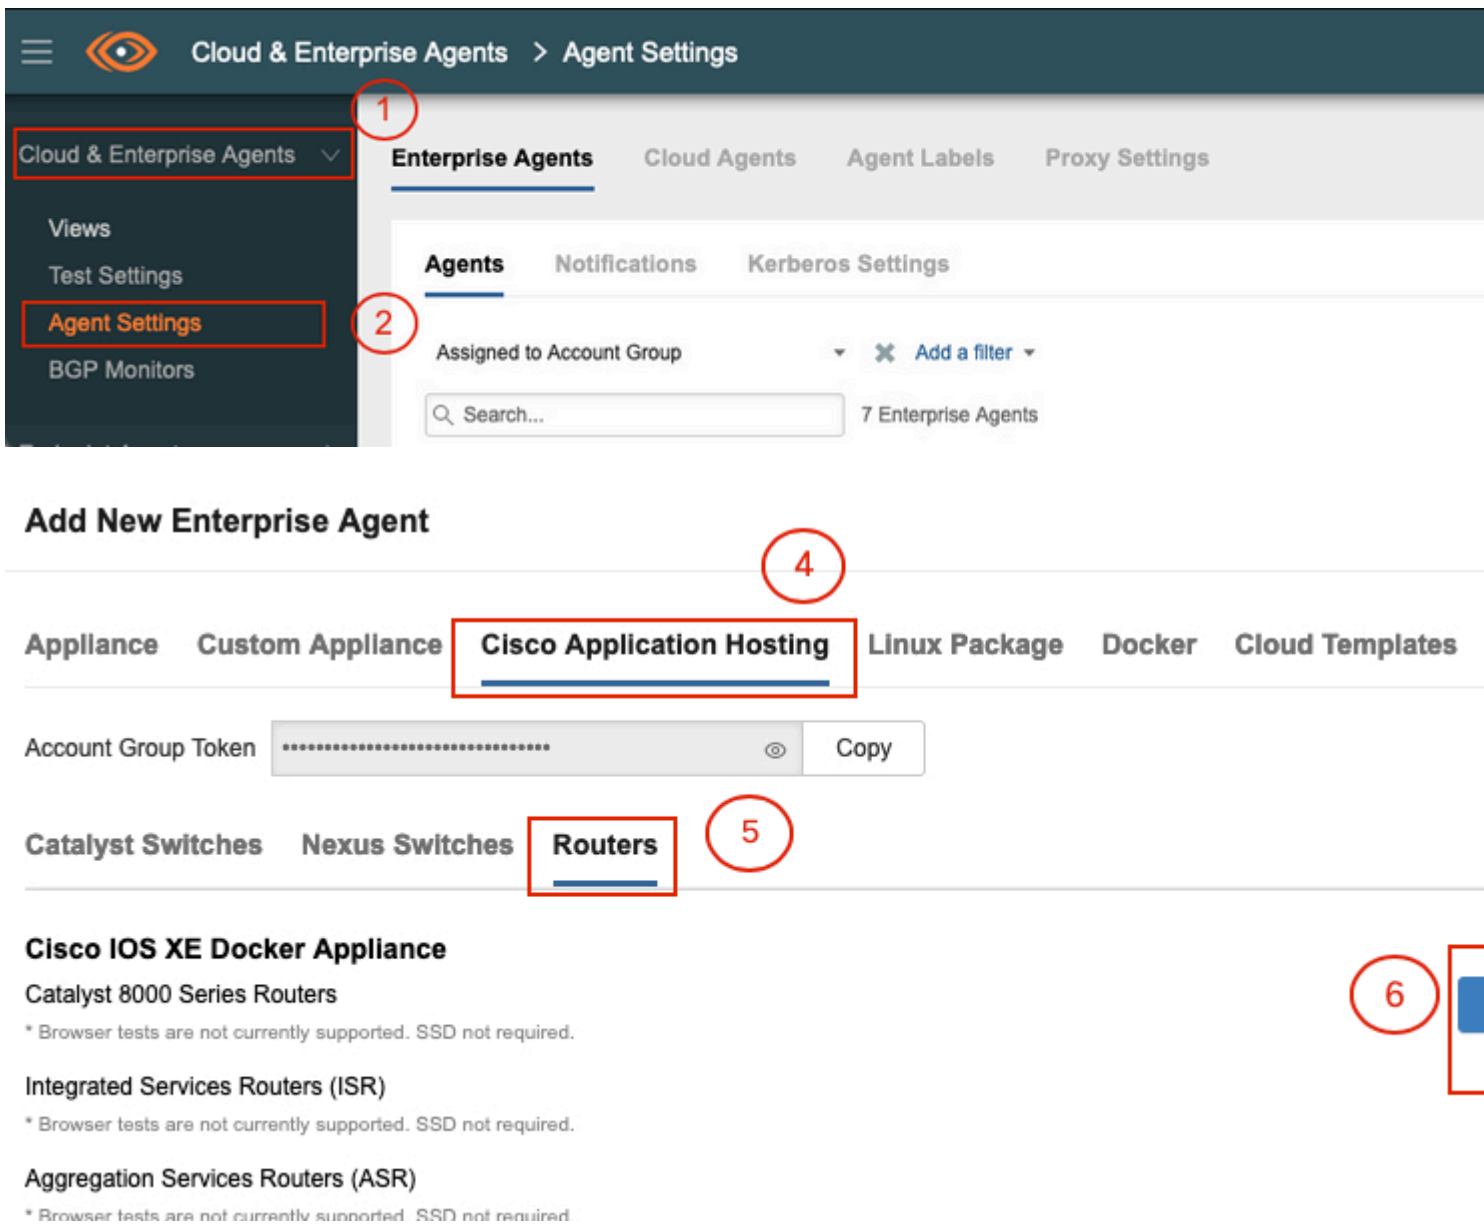 Cloud & Enterprise Agents > Agent Settings
1
Cloud & Enterprise Agents
Enterprise Agents Cloud Agents Agent Labels Proxy Settings
Views
Test Settings
Agents Notifications Kerberos Settings
Agent Settings
2
Assigned to Account Group Add a filter
BGP Monitors
Search... 7 Enterprise Agents
Add New Enterprise Agent
4
Appliance Custom Appliance Cisco Application Hosting Linux Package Docker Cloud Templates
Account Group Token •••••••••••••••••••••••••••••••• Copy
Catalyst Switches Nexus Switches Routers 5
Cisco IOS XE Docker Appliance
Catalyst 8000 Series Routers
6
* Browser tests are not currently supported. SSD not required.
Integrated Services Routers (ISR)
* Browser tests are not currently supported. SSD not required.
Aggregation Services Routers (ASR)
* Browser tests are not currently supported. SSD not required.